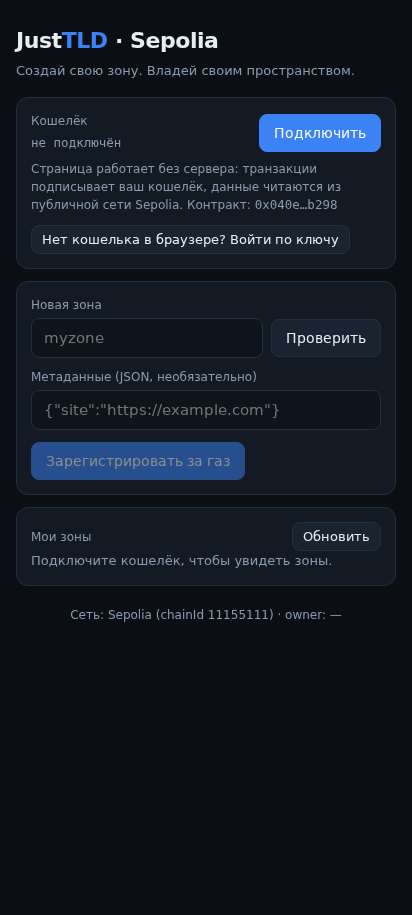 JustTLD · Sepolia
Создай свою зону. Владей своим пространством.
Кошелёк
не подключён
Подключить
Страница работает без сервера: транзакции
подписывает ваш кошелёк, данные читаются из
публичной сети Sepolia. Контракт: 0x040e…b298
Нет кошелька в браузере? Войти по ключу
Новая зона
myzone
Проверить
Метаданные (JSON, необязательно)
{"site":"https://example.com"}
Зарегистрировать за газ
Мои зоны
Обновить
Подключите кошелёк, чтобы увидеть зоны.
Сеть: Sepolia (chainId 11155111) · owner: —